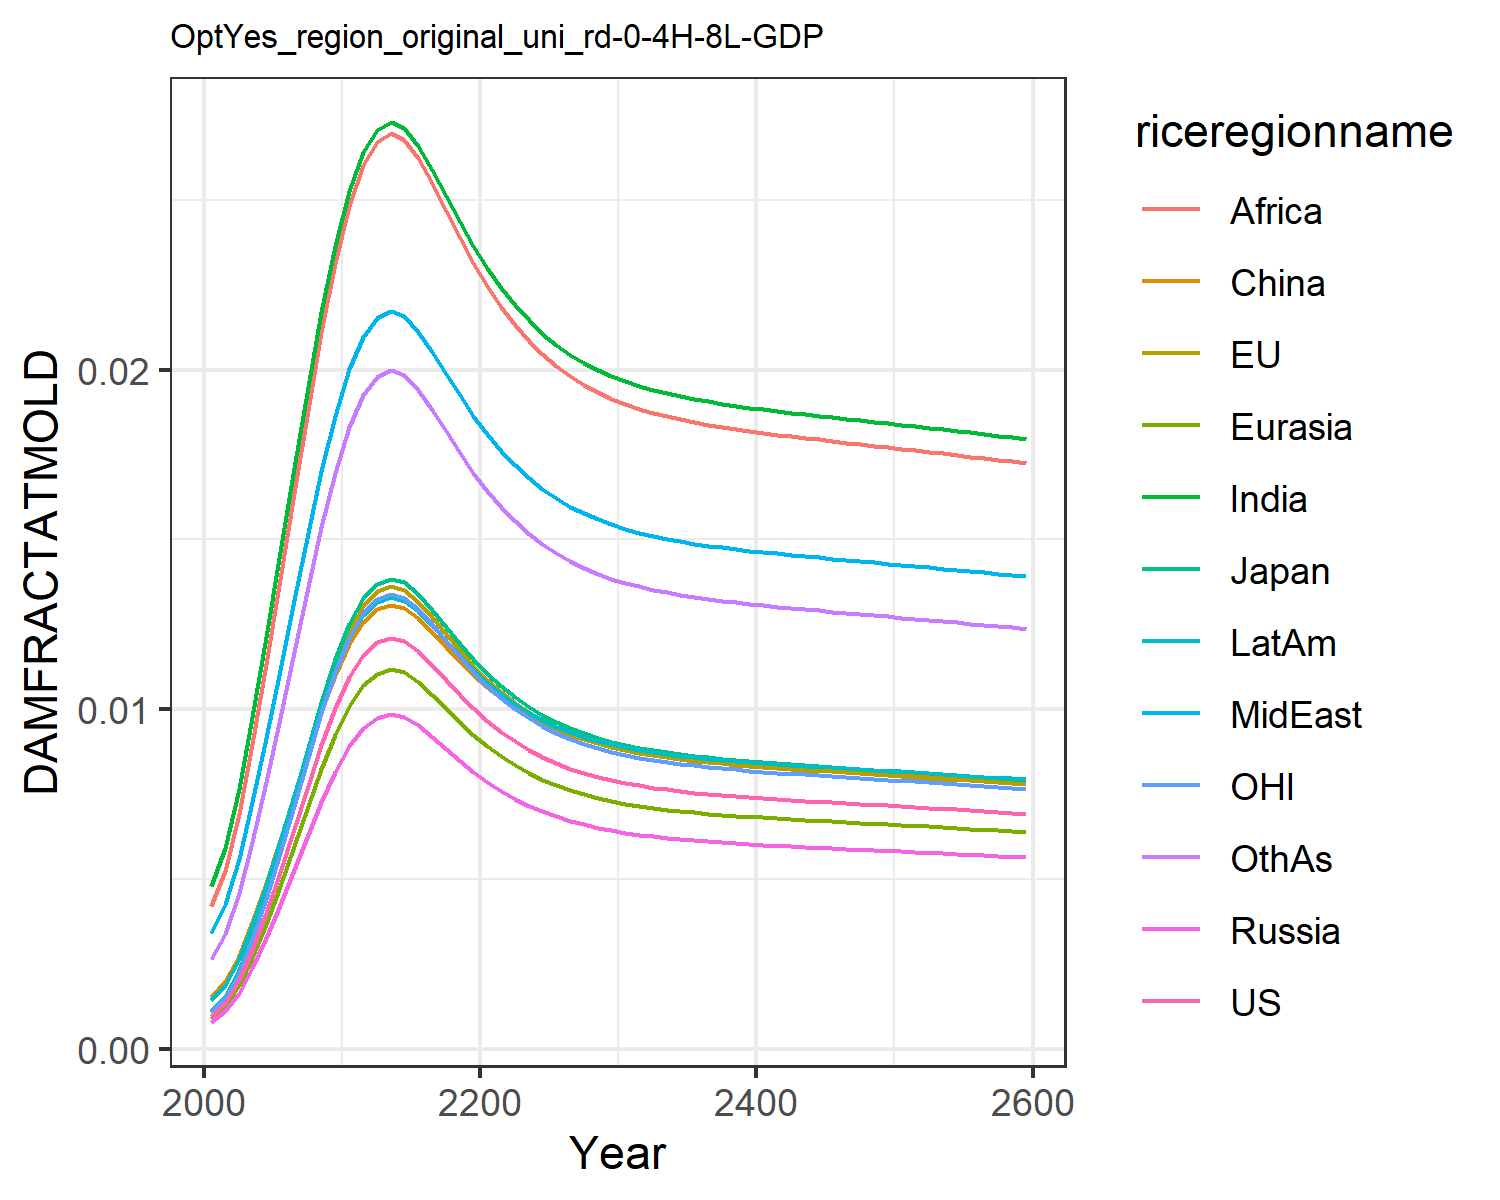 OptYes_region_original_uni_rd-0-4H-8L-GDP
DAMFRACTATMOLD
0.02
0.01
0.00
2000 2200 2400 2600
Year
riceregionname
Africa
China
EU
Eurasia
India
Japan
LatAm
MidEast
OHI
OthAs
Russia
US